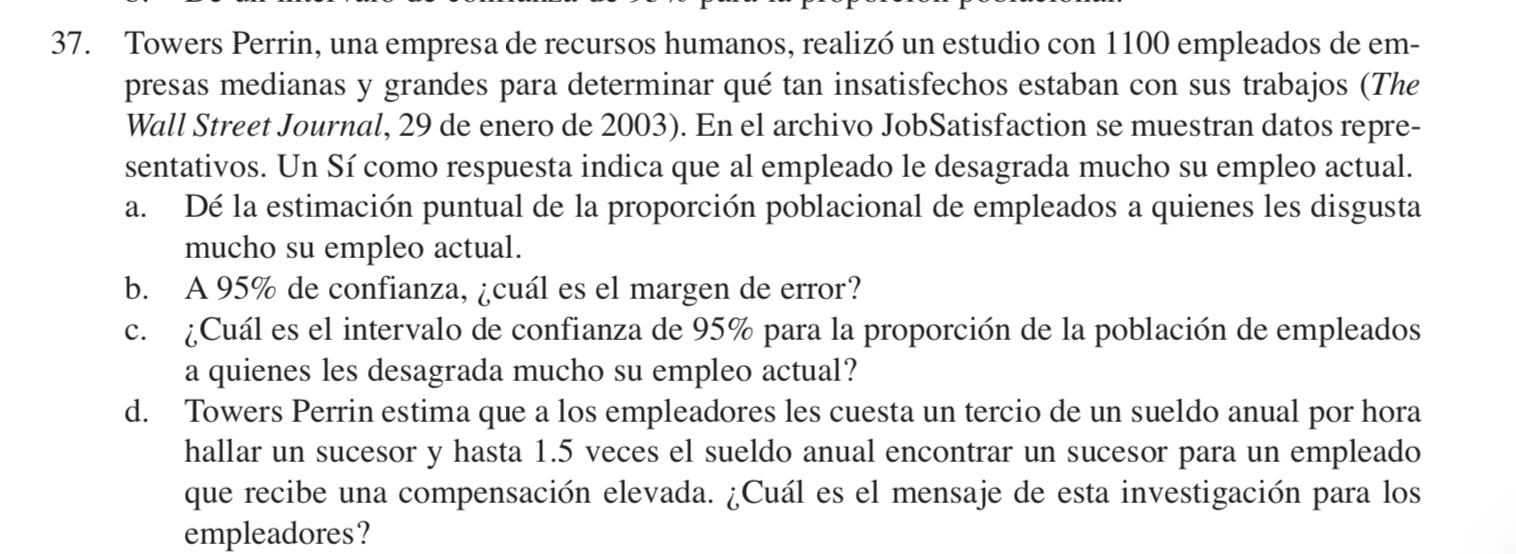 37. Towers Perrin, una empresa de recursos humanos, realizó un estudio con 1100 empleados de em-
presas medianas y grandes para determinar qué tan insatisfechos estaban con sus trabajos (The
Wall Street Journal, 29 de enero de 2003). En el archivo JobSatisfaction se muestran datos repre-
sentativos. Un Sí como respuesta indica que al empleado le desagrada mucho su empleo actual.
a. Dé la estimación puntual de la proporción poblacional de empleados a quienes les disgusta
mucho su empleo actual.
b. A 95% de confianza, ¿cuál es el margen de error?
c. ¿Cuál es el intervalo de confianza de 95% para la proporción de la población de empleados
a quienes les desagrada mucho su empleo actual?
d. Towers Perrin estima que a los empleadores les cuesta un tercio de un sueldo anual por hora
hallar un sucesor y hasta 1.5 veces el sueldo anual encontrar un sucesor para un empleado
que recibe una compensación elevada. ¿Cuál es el mensaje de esta investigación para los
empleadores?